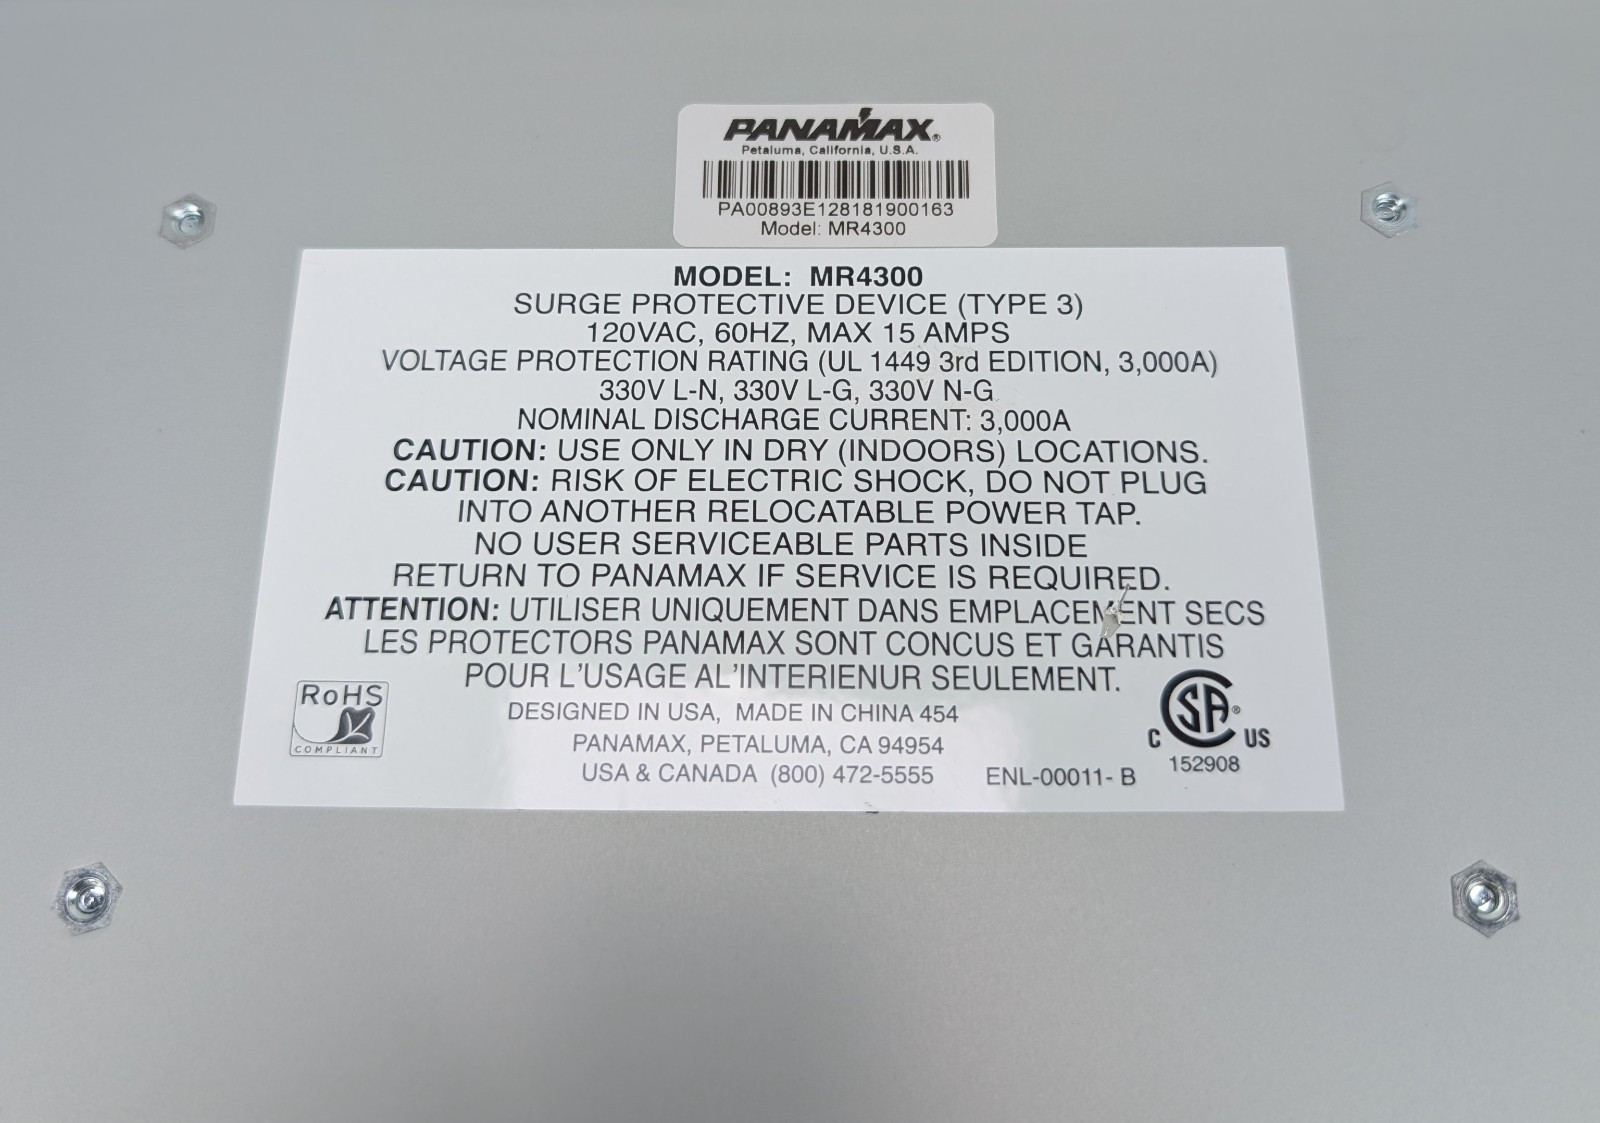 PANAMAX®
Petaluma, California, U.S.A.
PA00893E128181900163
Model: MR4300
MODEL: MR4300
SURGE PROTECTIVE DEVICE (TYPE 3)
120VAC, 60HZ, MAX 15 AMPS
VOLTAGE PROTECTION RATING (UL 1449 3rd EDITION, 3,000A)
330V L-N, 330V L-G, 330V N-G
NOMINAL DISCHARGE CURRENT: 3,000A
CAUTION: USE ONLY IN DRY (INDOORS) LOCATIONS.
CAUTION: RISK OF ELECTRIC SHOCK, DO NOT PLUG
INTO ANOTHER RELOCATABLE POWER TAP.
NO USER SERVICEABLE PARTS INSIDE
RETURN TO PANAMAX IF SERVICE IS REQUIRED.
ATTENTION: UTILISER UNIQUEMENT DANS EMPLACEMENT SECS
LES PROTECTORS PANAMAX SONT CONCUS ET GARANTIS
POUR L'USAGE AL'INTERIENUR SEULEMENT.
RoHS
COMPLIANT
DESIGNED IN USA, MADE IN CHINA 454
PANAMAX, PETALUMA, CA 94954
USA & CANADA (800) 472-5555 ENL-00011- B
C SA® US
152908